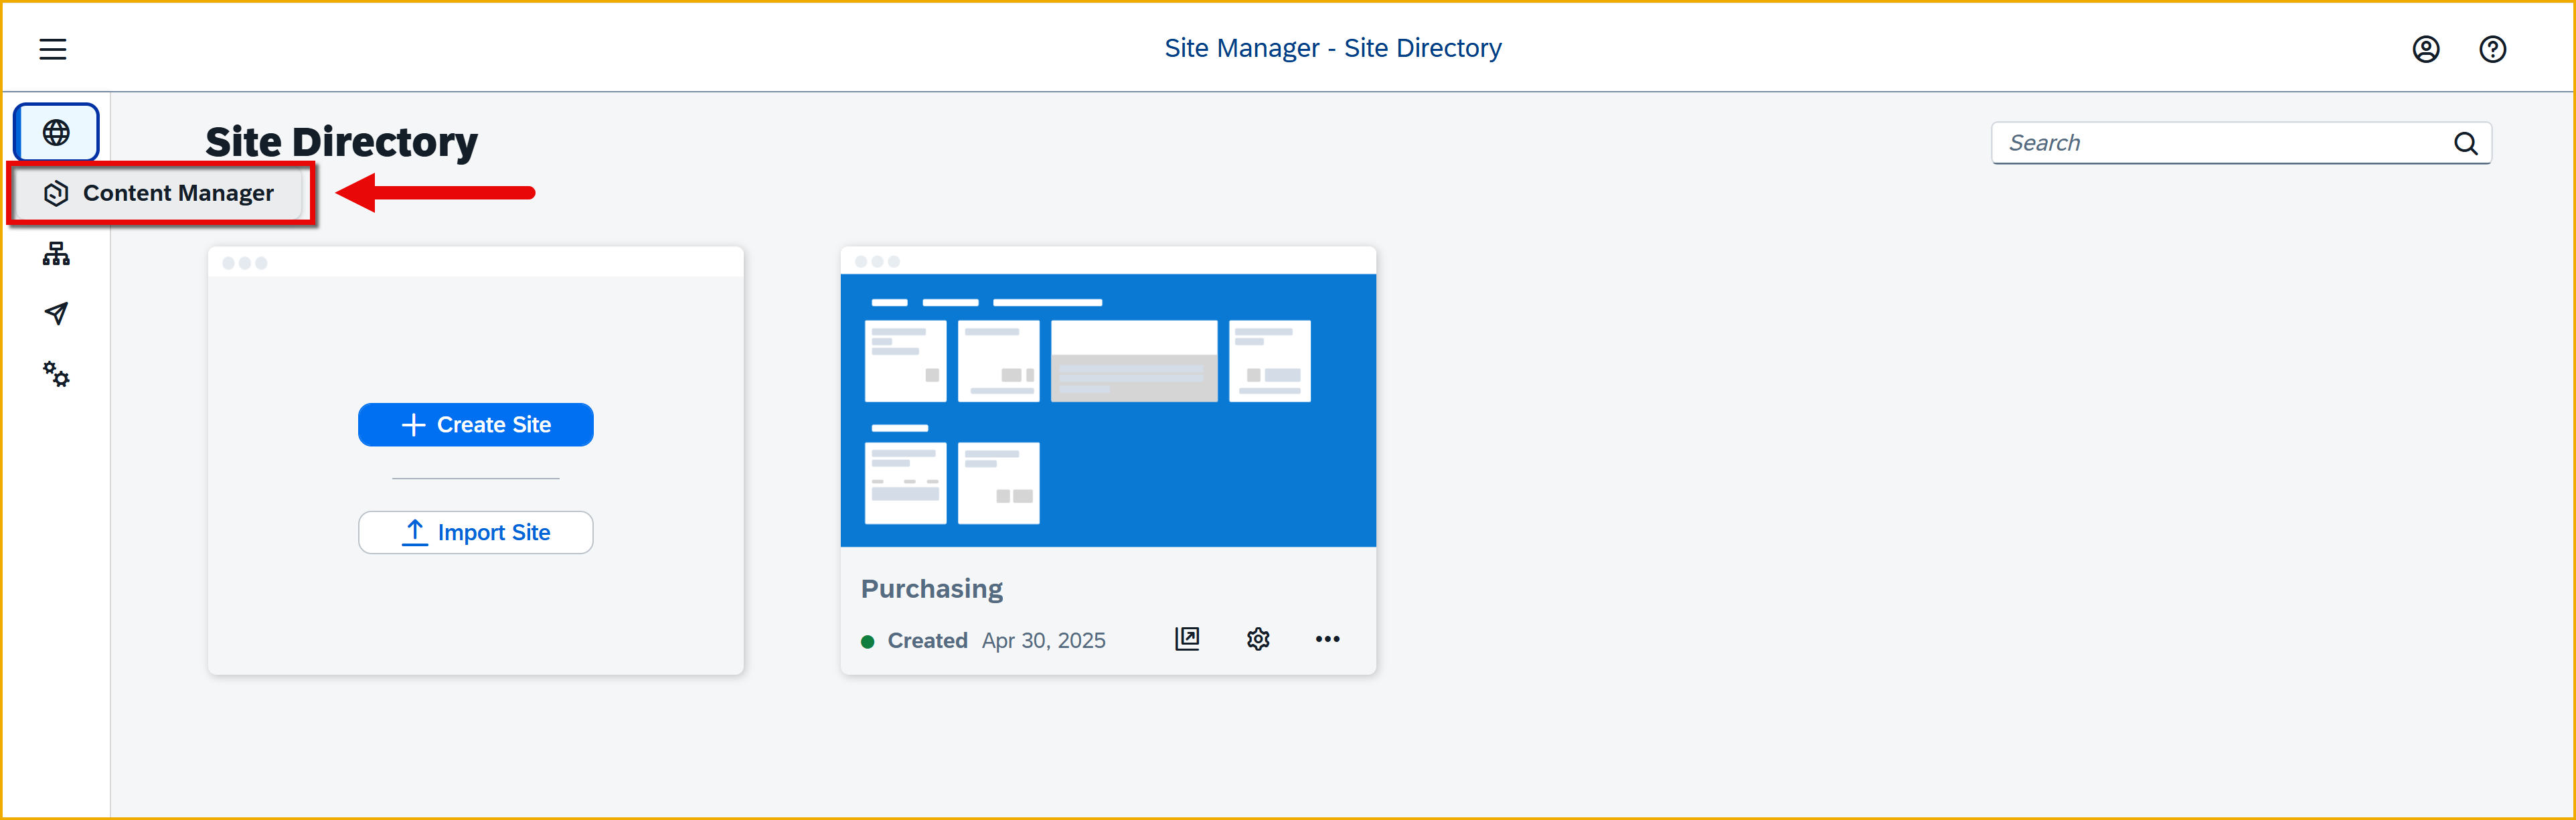 Site Manager - Site Directory
Site Directory
Search
Content Manager
Create Site
Import Site
Purchasing
Created Apr 30, 2025